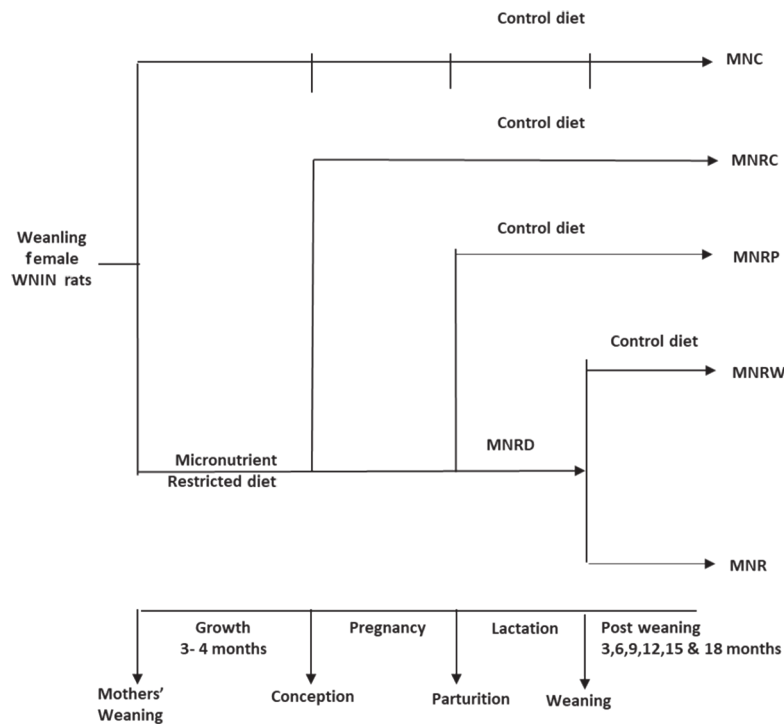 Control diet
MNC
Control diet
MNRC
Weanling
female
WNIN rats
Control diet
MNRP
Control diet
MNRW
MNRD
Micronutrient
Restricted diet
MNR
Growth
3- 4 months
Pregnancy
Lactation
Post weaning
3,6,9,12,15 & 18 months
Mothers'
Weaning
Conception
Parturition
Weaning